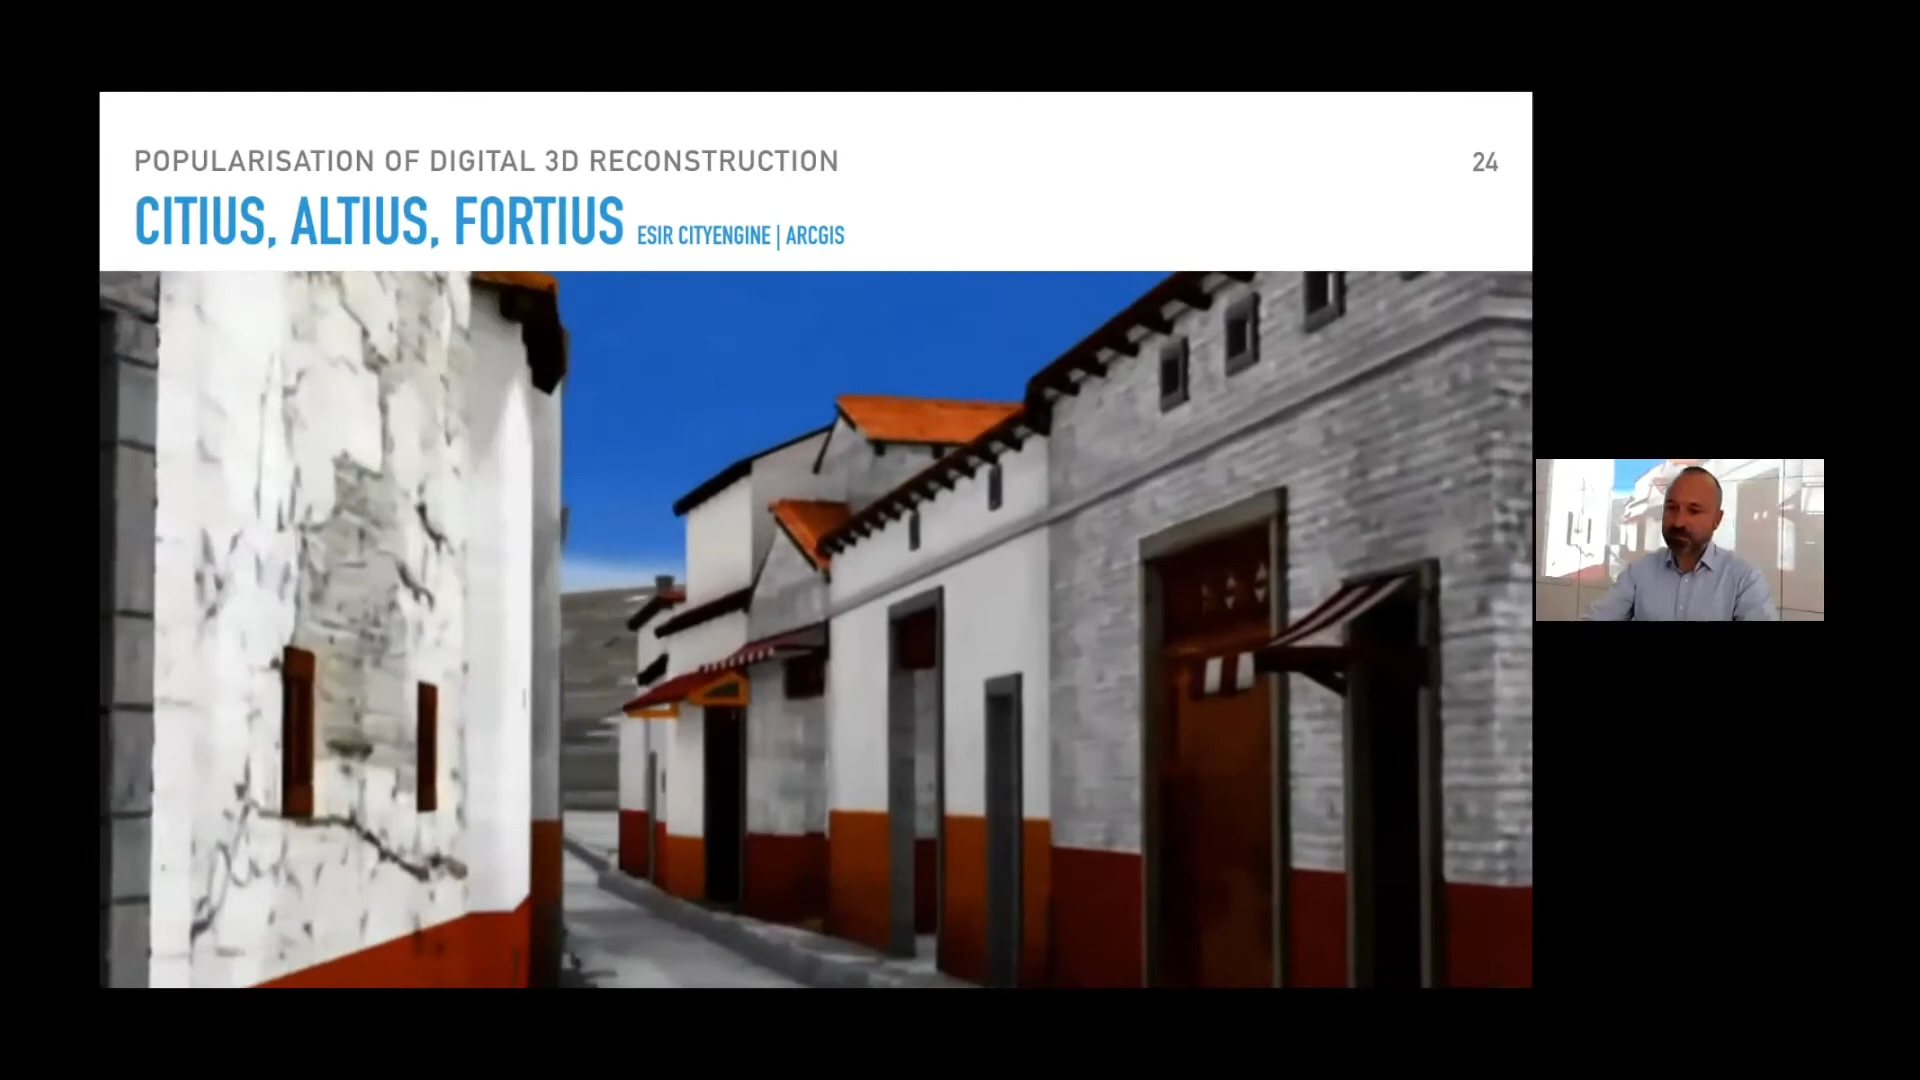 POPULARISATION OF DIGITAL 3D RECONSTRUCTION
24
CITIUS, ALTIUS, FORTIUS ESIR CITYENGINE | ARCGIS